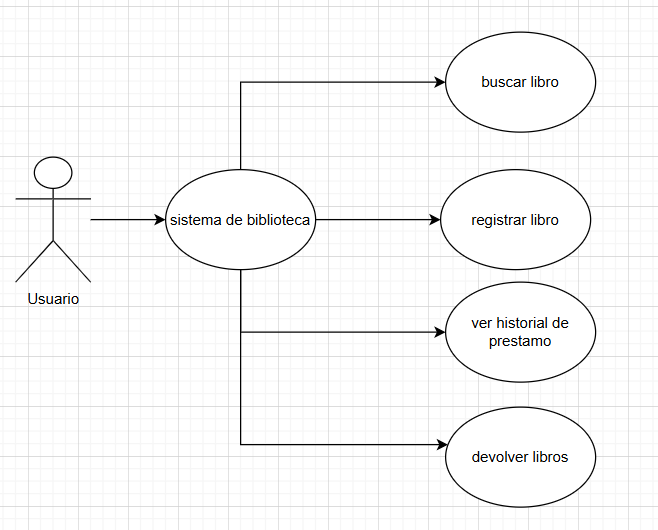 buscar libro
sistema de biblioteca
registrar libro
Usuario
ver historial de
prestamo
devolver libros